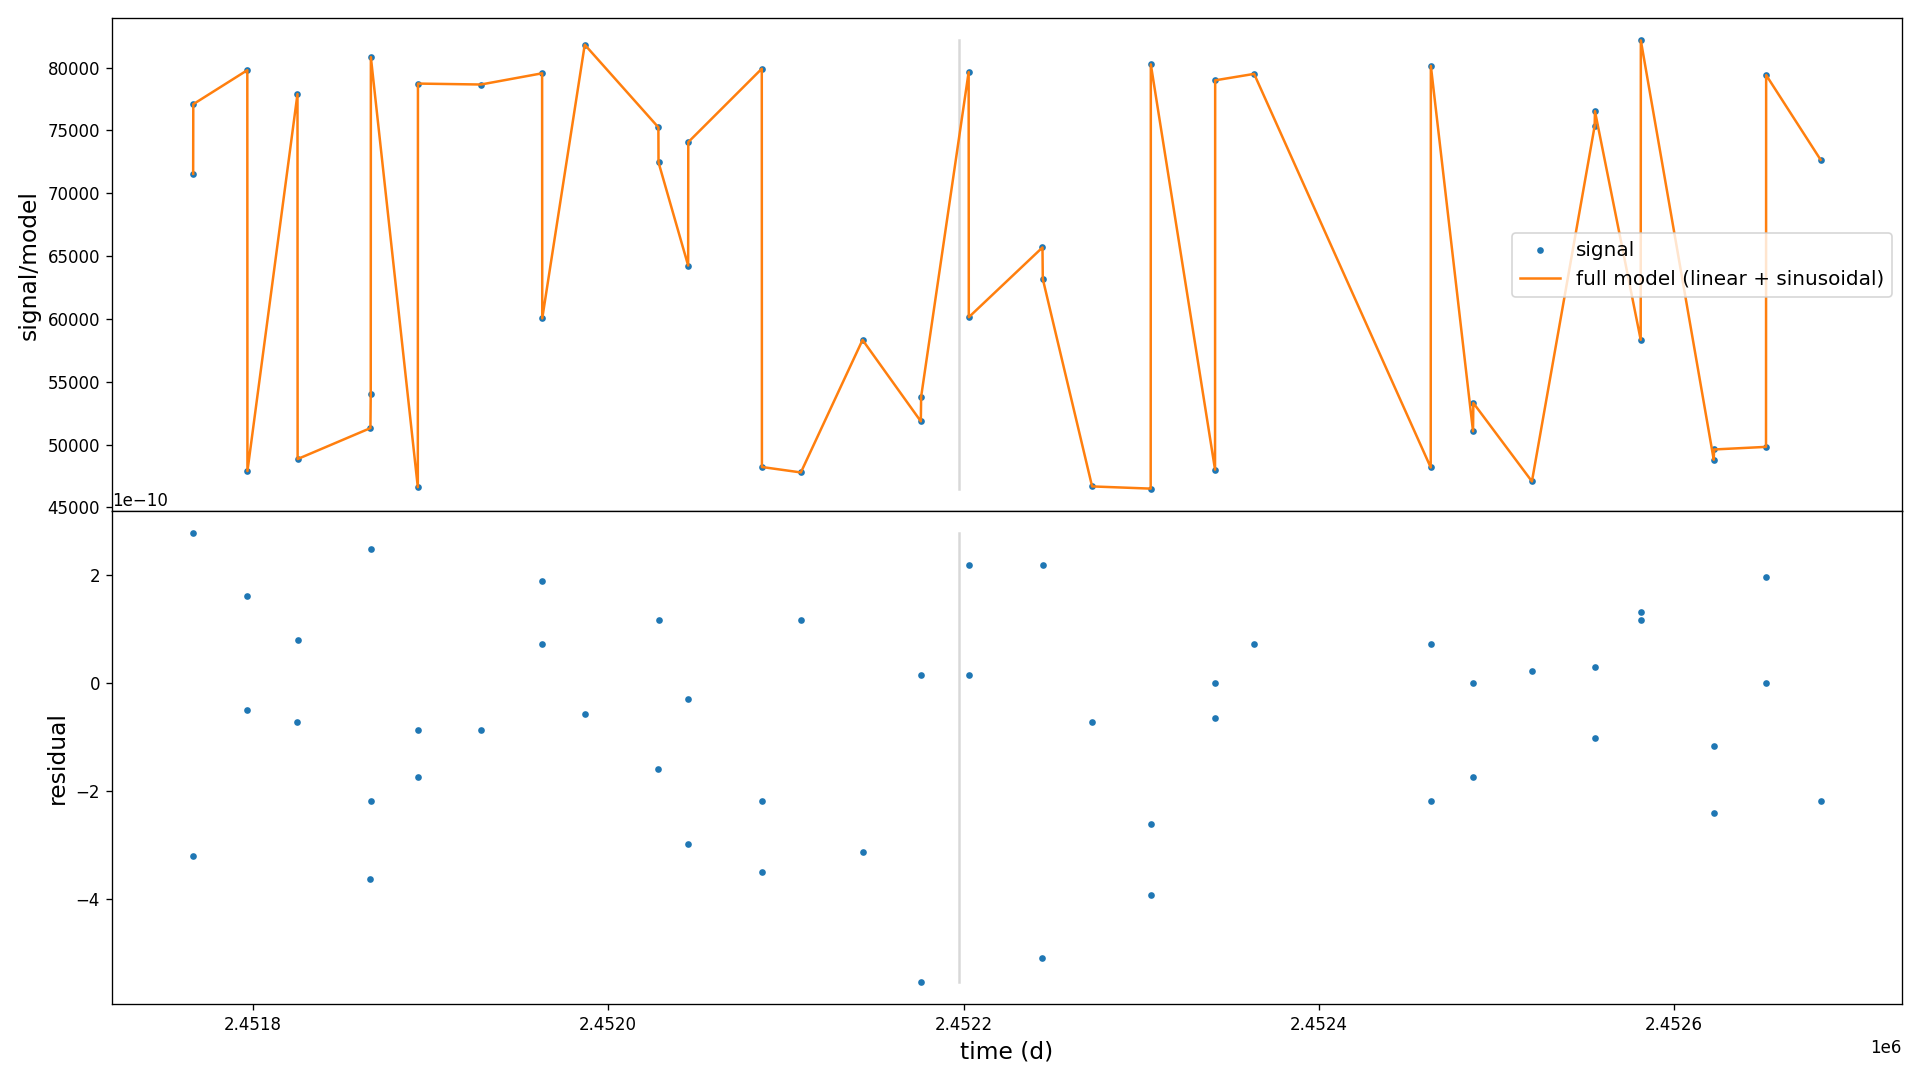 80000
75000
70000
65000
60000
55000
50000
45000
signal/model
signal
full model (linear + sinusoidal)
1e−10
2
0
−2
−4
residual
2.4518
2.4520
2.4522
2.4524
2.4526
time (d)
1e6